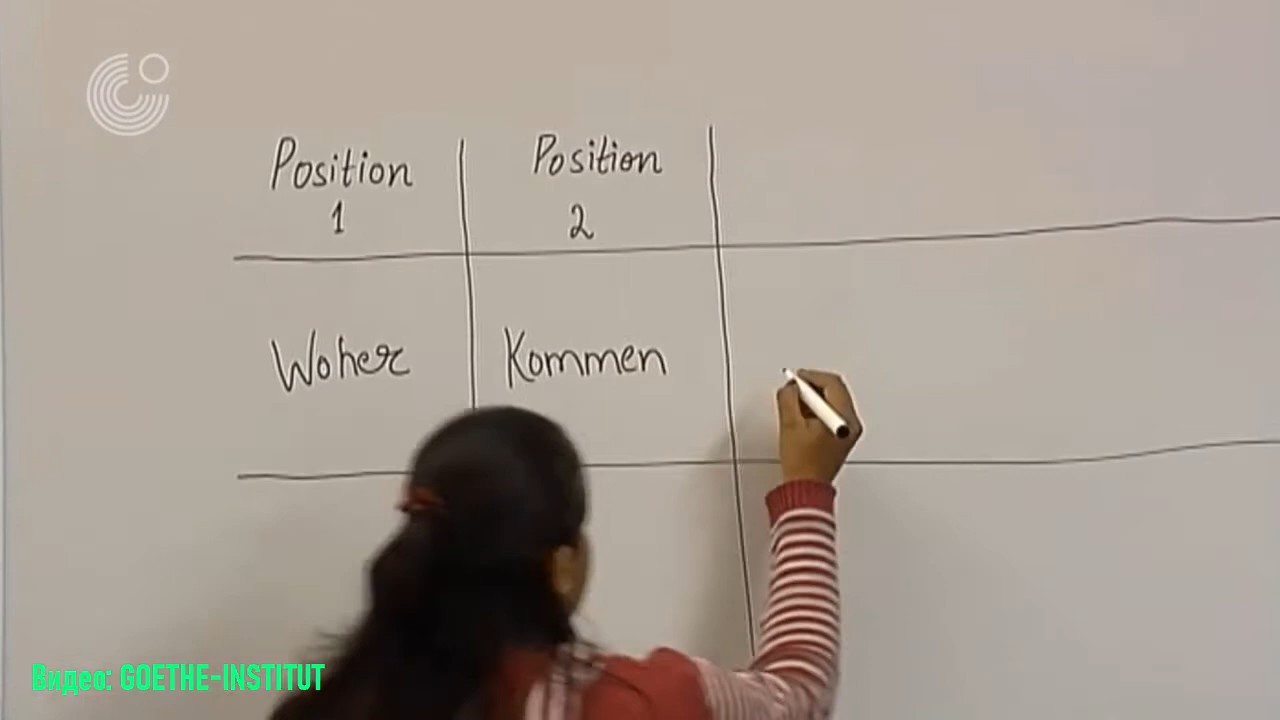 Position
1
Position
2
Woher
Kommen
Видео: GOETHE-INSTITUT